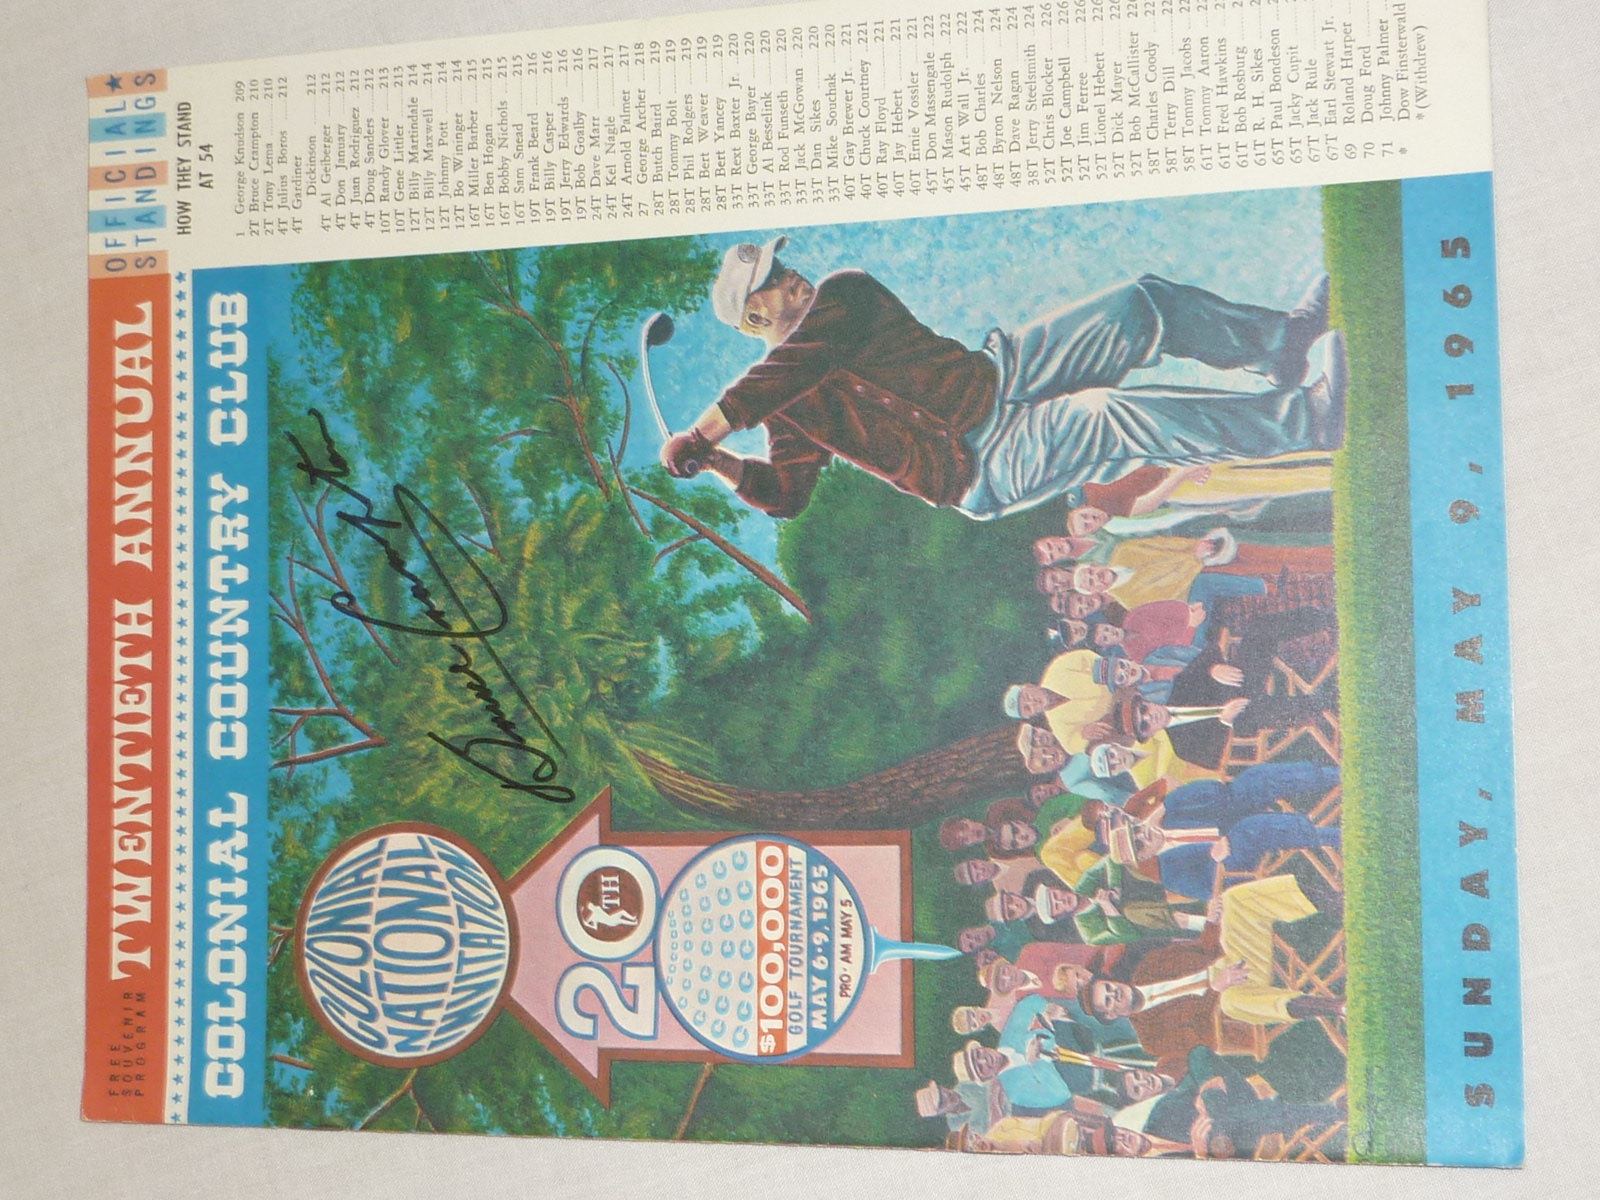 FREE
SOUVENIR
PROGRAM
TWENTIETH ANNUAL
COLONIAL COUNTRY CLUB
COLONIAL
NATIONAL
INVITATION
20TH
$100,000
GOLF TOURNAMENT
MAY 6-9, 1965
PRO-AM MAY 5
Bruce Crampton
SUNDAY, MAY 9, 1965
OFFICIAL
STANDINGS
HOW THEY STAND
AT 54
1 George Knudson 209
2T Bruce Crampton 210
2T Tony Lema 210
4T Julius Boros 212
4T Gardiner
Dickinson 212
4T Al Geiberger 212
4T Don January 212
4T Juan Rodriguez 212
4T Doug Sanders 212
10T Randy Glover 213
10T Gene Littler 213
12T Billy Martindale 214
12T Billy Maxwell 214
12T Johnny Pott 214
12T Bo Wininger 214
16T Miller Barber 215
16T Ben Hogan 215
16T Bobby Nichols 215
16T Sam Snead 215
19T Frank Beard 216
19T Billy Casper 216
19T Jerry Edwards 216
19T Bob Goalby 216
24T Dave Marr 217
24T Kel Nagle 217
24T Arnold Palmer 217
27 George Archer 218
28T Butch Baird 219
28T Tommy Bolt 219
28T Phil Rodgers 219
28T Bert Weaver 219
28T Bert Yancey 219
33T Rext Baxter Jr. 220
33T George Bayer 220
33T Al Besselink 220
33T Rod Funseth 220
33T Jack McGowan 220
33T Dan Sikes 220
33T Mike Souchak 220
40T Gay Brewer Jr. 221
40T Chuck Courtney 221
40T Ray Floyd 221
40T Jay Hebert 221
40T Ernie Vossler 221
45T Don Massengale 222
45T Mason Rudolph 222
45T Art Wall Jr. 222
48T Bob Charles 224
48T Byron Nelson 224
48T Dave Ragan 224
38T Jerry Steelsmith 224
52T Chris Blocker 226
52T Joe Campbell 226
52T Jim Ferree 226
52T Lionel Hebert 226
52T Dick Mayer 226
52T Bob McCallister
58T Charles Coody
58T Terry Dill
58T Tommy Jacobs
61T Tommy Aaron
61T Fred Hawkins
61T Bob Rosburg
61T R. H. Sikes
65T Paul Bondeson
65T Jacky Cupit
67T Jack Rule
67T Earl Stewart Jr.
69 Roland Harper
70 Doug Ford
71 Johnny Palmer
* Dow Finsterwald
* (Withdrew)